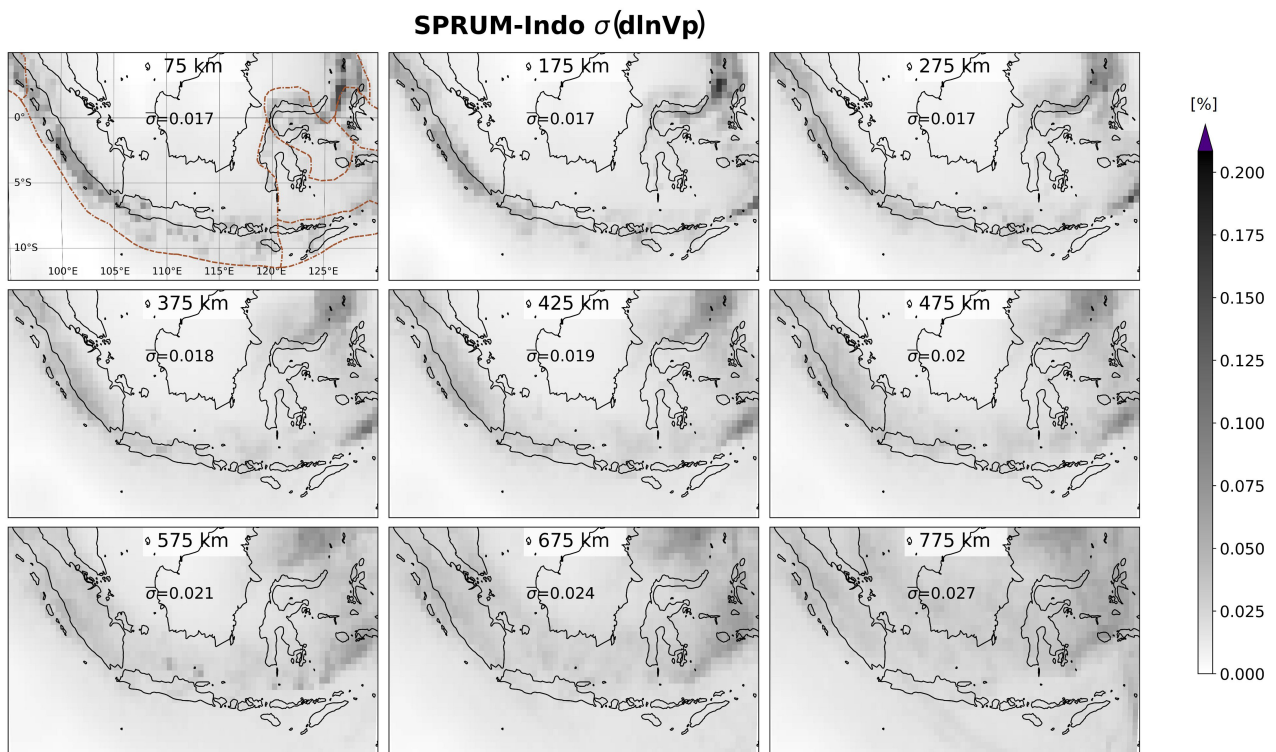 SPRUM-Indo σ(dlnVp)
75 km
175 km
275 km
σ̅=0.017
σ̅=0.017
σ̅=0.017
0°
5°S
10°S
100°E 105°E 110°E 115°E 120°E 125°E
375 km
425 km
475 km
σ̅=0.018
σ̅=0.019
σ̅=0.02
575 km
675 km
775 km
σ̅=0.021
σ̅=0.024
σ̅=0.027
[%]
0.200
0.175
0.150
0.125
0.100
0.075
0.050
0.025
0.000